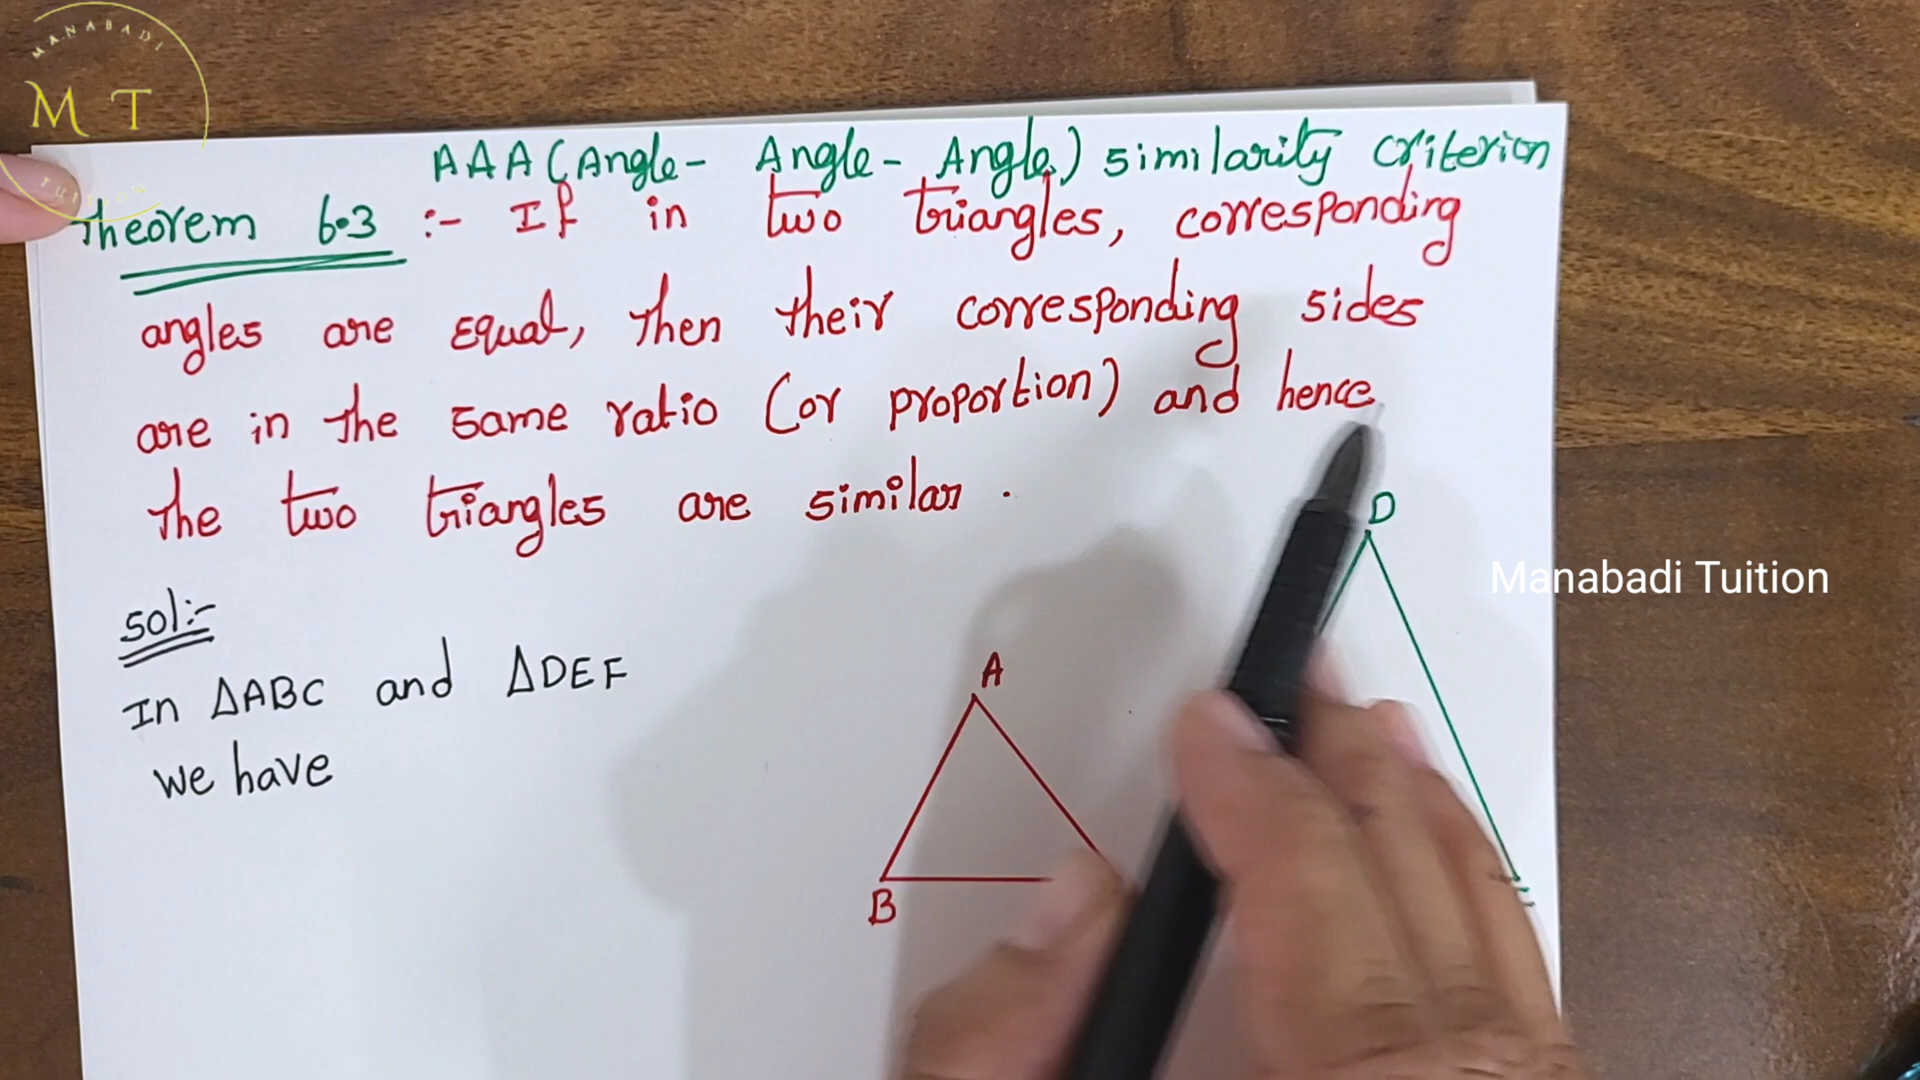 MANABADI
M T
TUITION
AAA (Angle - Angle - Angle) similarity criterion
Theorem 6.3 :- If in two triangles, corresponding
angles are Equal, Then their corresponding sides
are in the same ratio (or proportion) and hence
the two triangles are similar.
D
Manabadi Tuition
Sol:-
In ΔABC and ΔDEF
we have
A
B